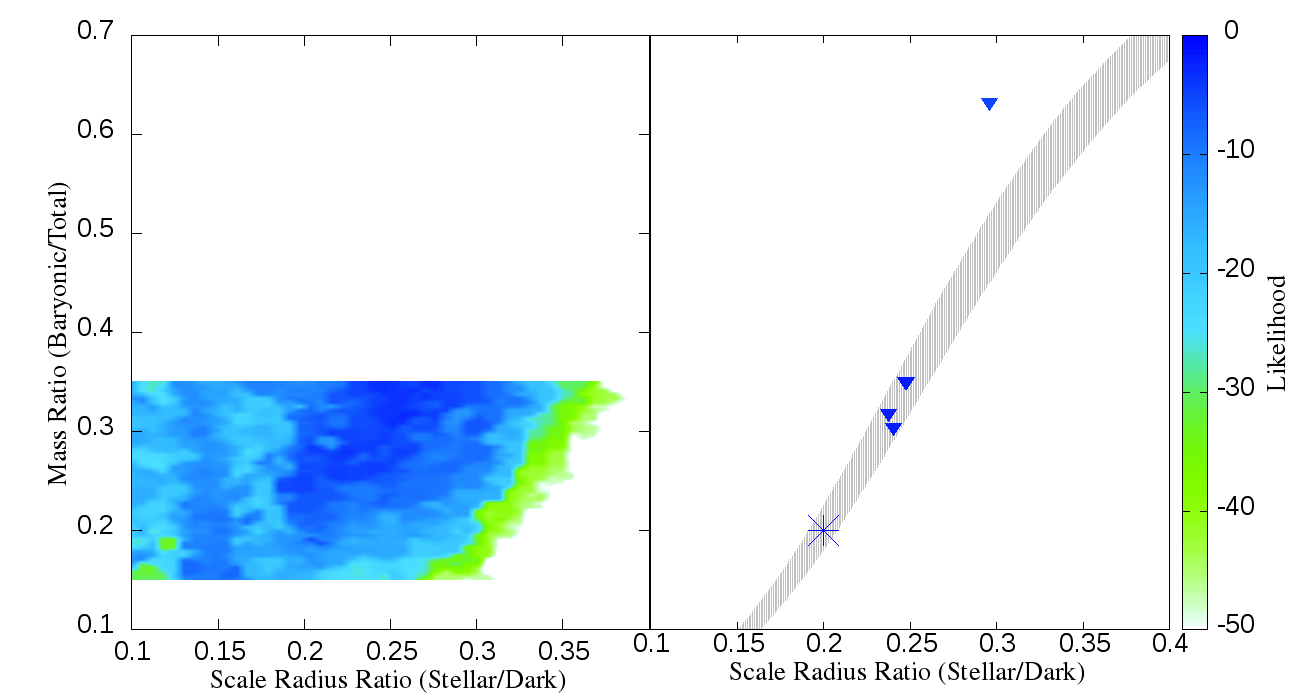 0.7
0.6
0.5
0.4
0.3
0.2
0.1
Mass Ratio (Baryonic/Total)
0.1 0.15 0.2 0.25 0.3 0.35
Scale Radius Ratio (Stellar/Dark)
0.1 0.15 0.2 0.25 0.3 0.35 0.4
Scale Radius Ratio (Stellar/Dark)
0
-10
-20
-30
-40
-50
Likelihood